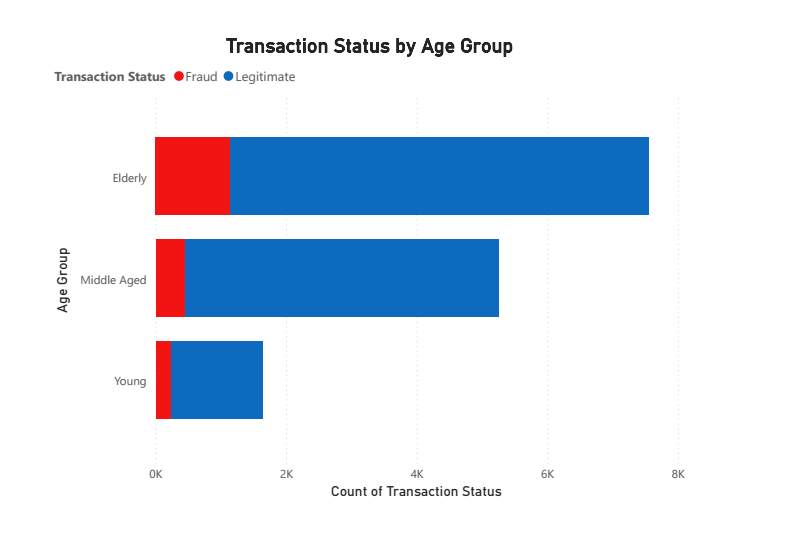 Transaction Status by Age Group
Transaction Status Fraud Legitimate
Elderly
Middle Aged
Young
Age Group
0K 2K 4K 6K 8K
Count of Transaction Status